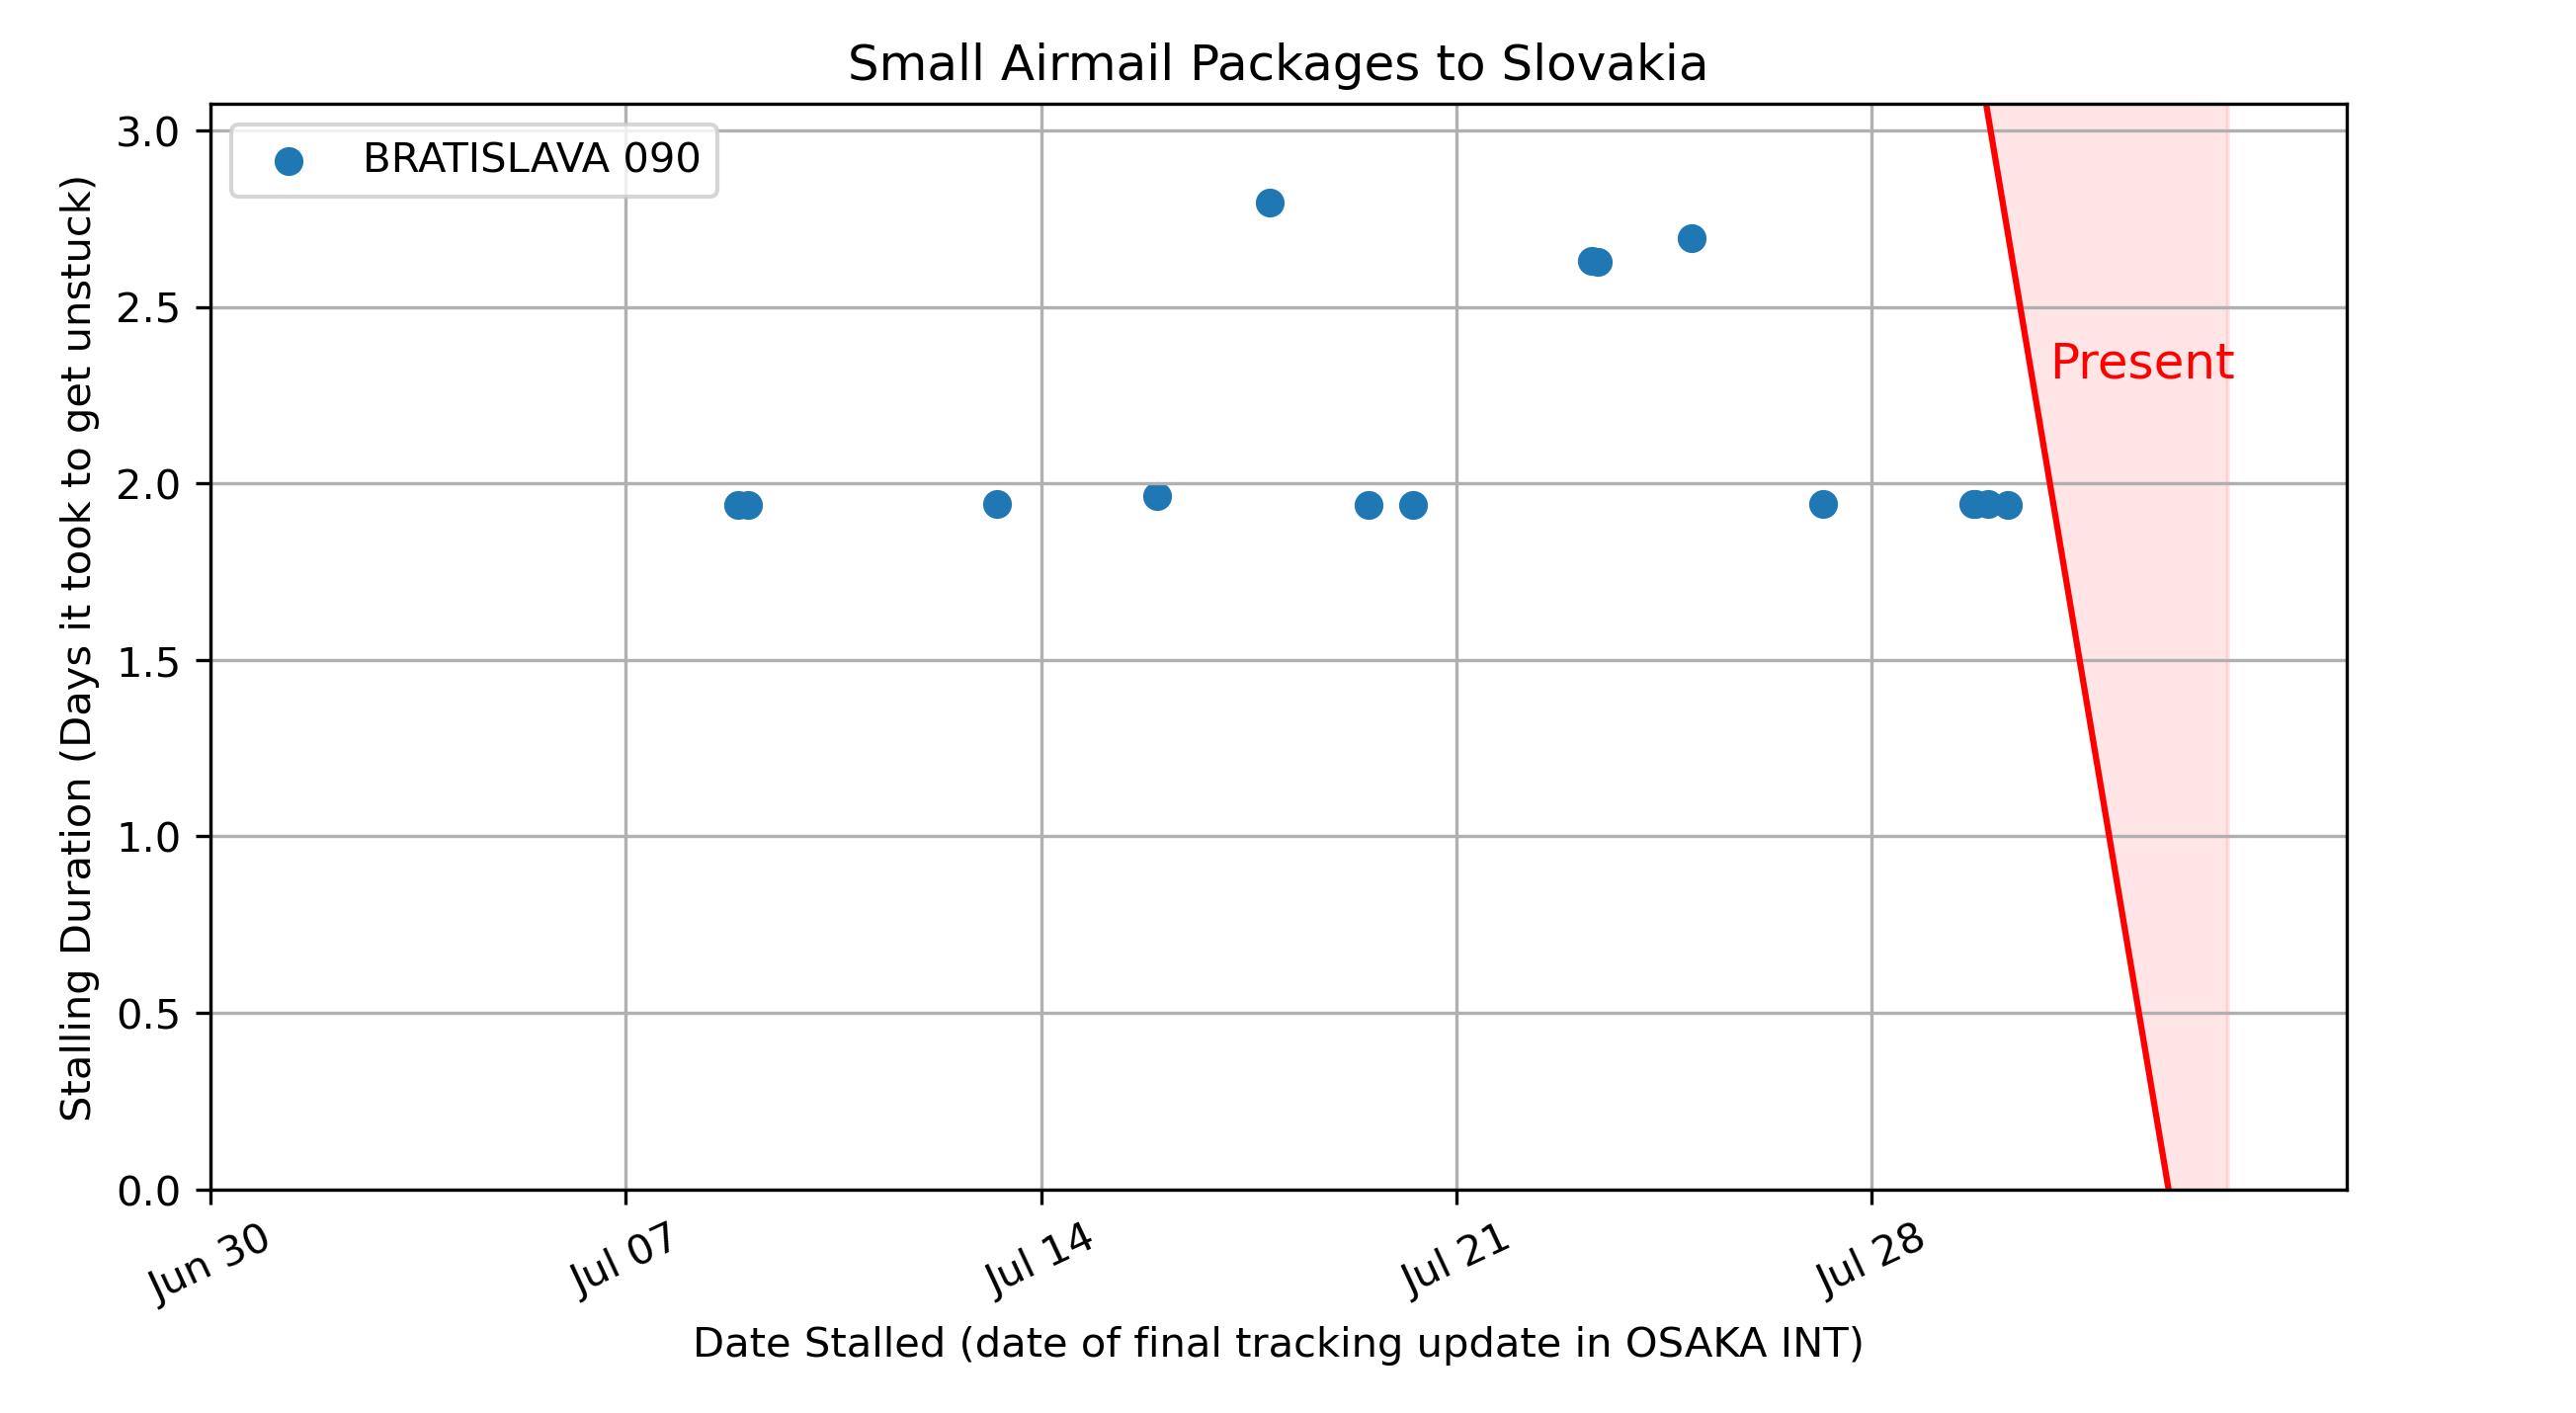 Small Airmail Packages to Slovakia
BRATISLAVA 090
Present
Stalling Duration (Days it took to get unstuck)
3.0
2.5
2.0
1.5
1.0
0.5
0.0
Jun 30
Jul 07
Jul 14
Jul 21
Jul 28
Date Stalled (date of final tracking update in OSAKA INT)